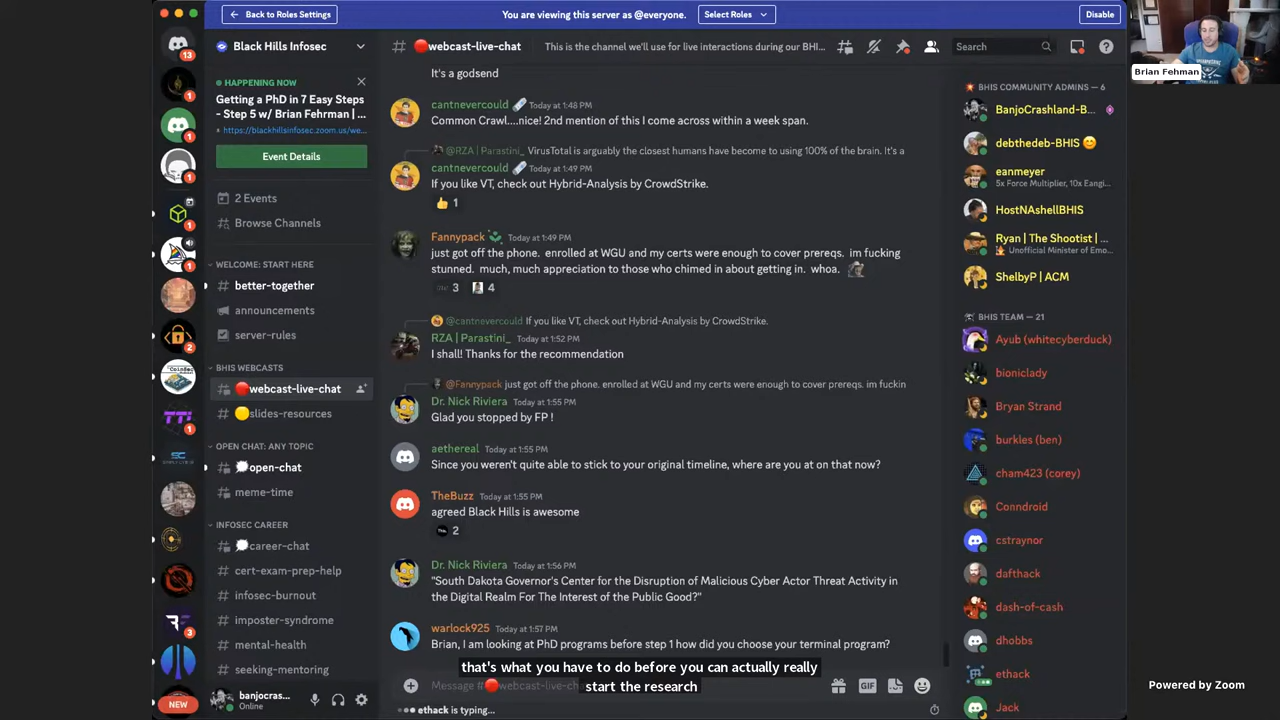 Back to Roles Settings
You are viewing this server as @everyone.
Select Roles
Disable
Black Hills Infosec
🔴webcast-live-chat
This is the channel we'll use for live interactions during our BHI...
Search
Brian Fehman
HAPPENING NOW
Getting a PhD in 7 Easy Steps
- Step 5 w/ Brian Fehrman | ...
https://blackhillsinfosec.zoom.us/we...
Event Details
2 Events
Browse Channels
WELCOME: START HERE
better-together
announcements
server-rules
BHIS WEBCASTS
🔴webcast-live-chat
🟡slides-resources
OPEN CHAT: ANY TOPIC
💭open-chat
meme-time
INFOSEC CAREER
💭career-chat
cert-exam-prep-help
infosec-burnout
imposter-syndrome
mental-health
seeking-mentoring
banjocras...
Online
NEW
It's a godsend
cantnevercould Today at 1:48 PM
Common Crawl....nice! 2nd mention of this I come across within a week span.
@RZA | Parastini_ VirusTotal is arguably the closest humans have become to using 100% of the brain. It's a
cantnevercould Today at 1:49 PM
If you like VT, check out Hybrid-Analysis by CrowdStrike.
👍 1
Fannypack Today at 1:49 PM
just got off the phone. enrolled at WGU and my certs were enough to cover prereqs. im fucking
stunned. much, much appreciation to those who chimed in about getting in. whoa.
3 4
@cantnevercould If you like VT, check out Hybrid-Analysis by CrowdStrike.
RZA | Parastini_ Today at 1:52 PM
I shall! Thanks for the recommendation
@Fannypack just got off the phone. enrolled at WGU and my certs were enough to cover prereqs. im fuckin
Dr. Nick Riviera Today at 1:55 PM
Glad you stopped by FP !
aethereal Today at 1:55 PM
Since you weren't quite able to stick to your original timeline, where are you at on that now?
TheBuzz Today at 1:55 PM
agreed Black Hills is awesome
2
Dr. Nick Riviera Today at 1:56 PM
"South Dakota Governor's Center for the Disruption of Malicious Cyber Actor Threat Activity in
the Digital Realm For The Interest of the Public Good?"
warlock925 Today at 1:57 PM
Brian, I am looking at PhD programs before step 1 how did you choose your terminal program?
that's what you have to do before you can actually really
start the research
Message #🔴webcast-live-ch
GIF
ethack is typing...
BHIS COMMUNITY ADMINS — 6
BanjoCrashland-B...
debthedeb-BHIS 😊
eanmeyer
5x Force Multiplier, 10x Eangi...
HostNAshellBHIS
Ryan | The Shootist | ...
Unofficial Minister of Emo...
ShelbyP | ACM
BHIS TEAM — 21
Ayub (whitecyberduck)
bioniclady
Bryan Strand
burkles (ben)
cham423 (corey)
Conndroid
cstraynor
dafthack
dash-of-cash
dhobbs
ethack
Jack
Powered by Zoom